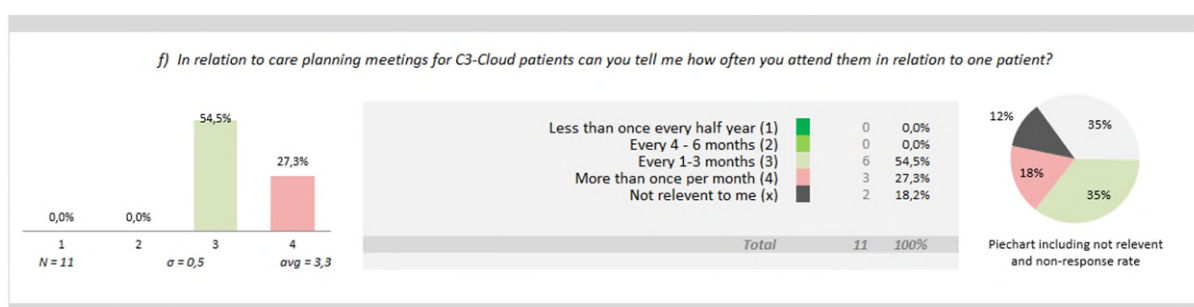 f) In relation to care planning meetings for C3-Cloud patients can you tell me how often you attend them in relation to one patient?
54,5%
27,3%
0,0%
0,0%
1
2
3
4
N = 11
σ = 0,5
avg = 3,3
Less than once every half year (1) 0 0,0%
Every 4 - 6 months (2) 0 0,0%
Every 1-3 months (3) 6 54,5%
More than once per month (4) 3 27,3%
Not relevent to me (x) 2 18,2%
Total 11 100%
12%
35%
18%
35%
Piechart including not relevent
and non-response rate